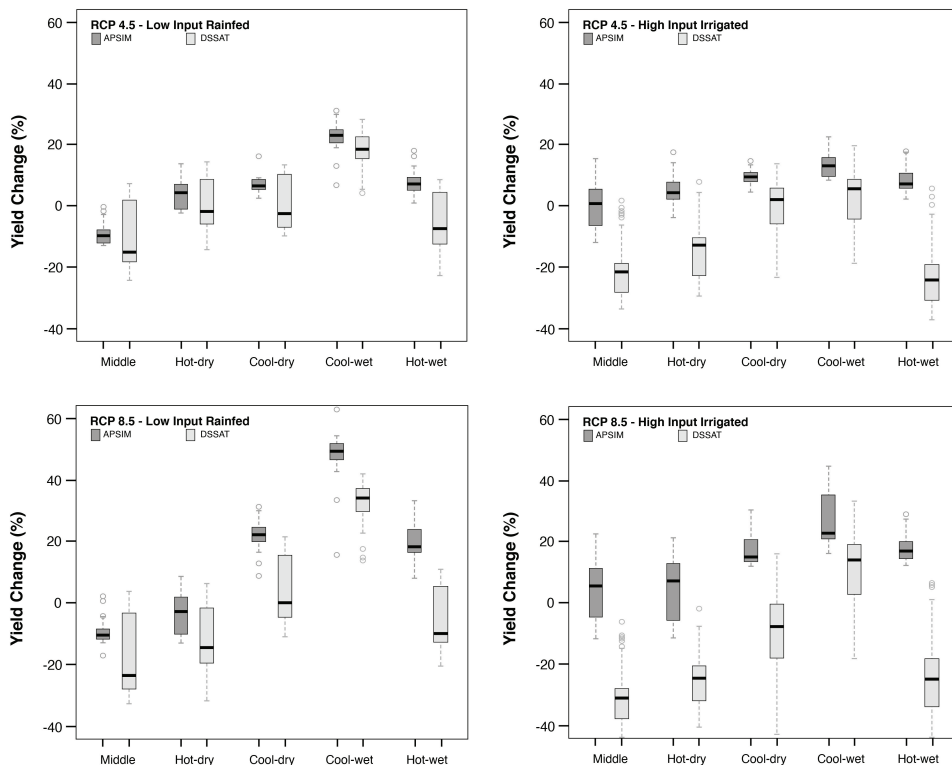 RCP 4.5 - Low Input Rainfed
APSIM DSSAT
Yield Change (%)
60
40
20
0
-20
-40
Middle Hot-dry Cool-dry Cool-wet Hot-wet
RCP 4.5 - High Input Irrigated
APSIM DSSAT
Yield Change (%)
60
40
20
0
-20
-40
Middle Hot-dry Cool-dry Cool-wet Hot-wet
RCP 8.5 - Low Input Rainfed
APSIM DSSAT
Yield Change (%)
60
40
20
0
-20
-40
Middle Hot-dry Cool-dry Cool-wet Hot-wet
RCP 8.5 - High Input Irrigated
APSIM DSSAT
Yield Change (%)
60
40
20
0
-20
-40
Middle Hot-dry Cool-dry Cool-wet Hot-wet